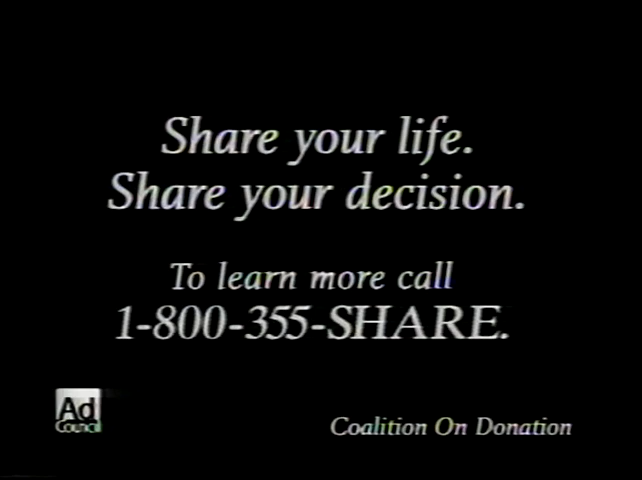 Share your life.
Share your decision.
To learn more call
1-800-355-SHARE.
Ad
Council
Coalition On Donation